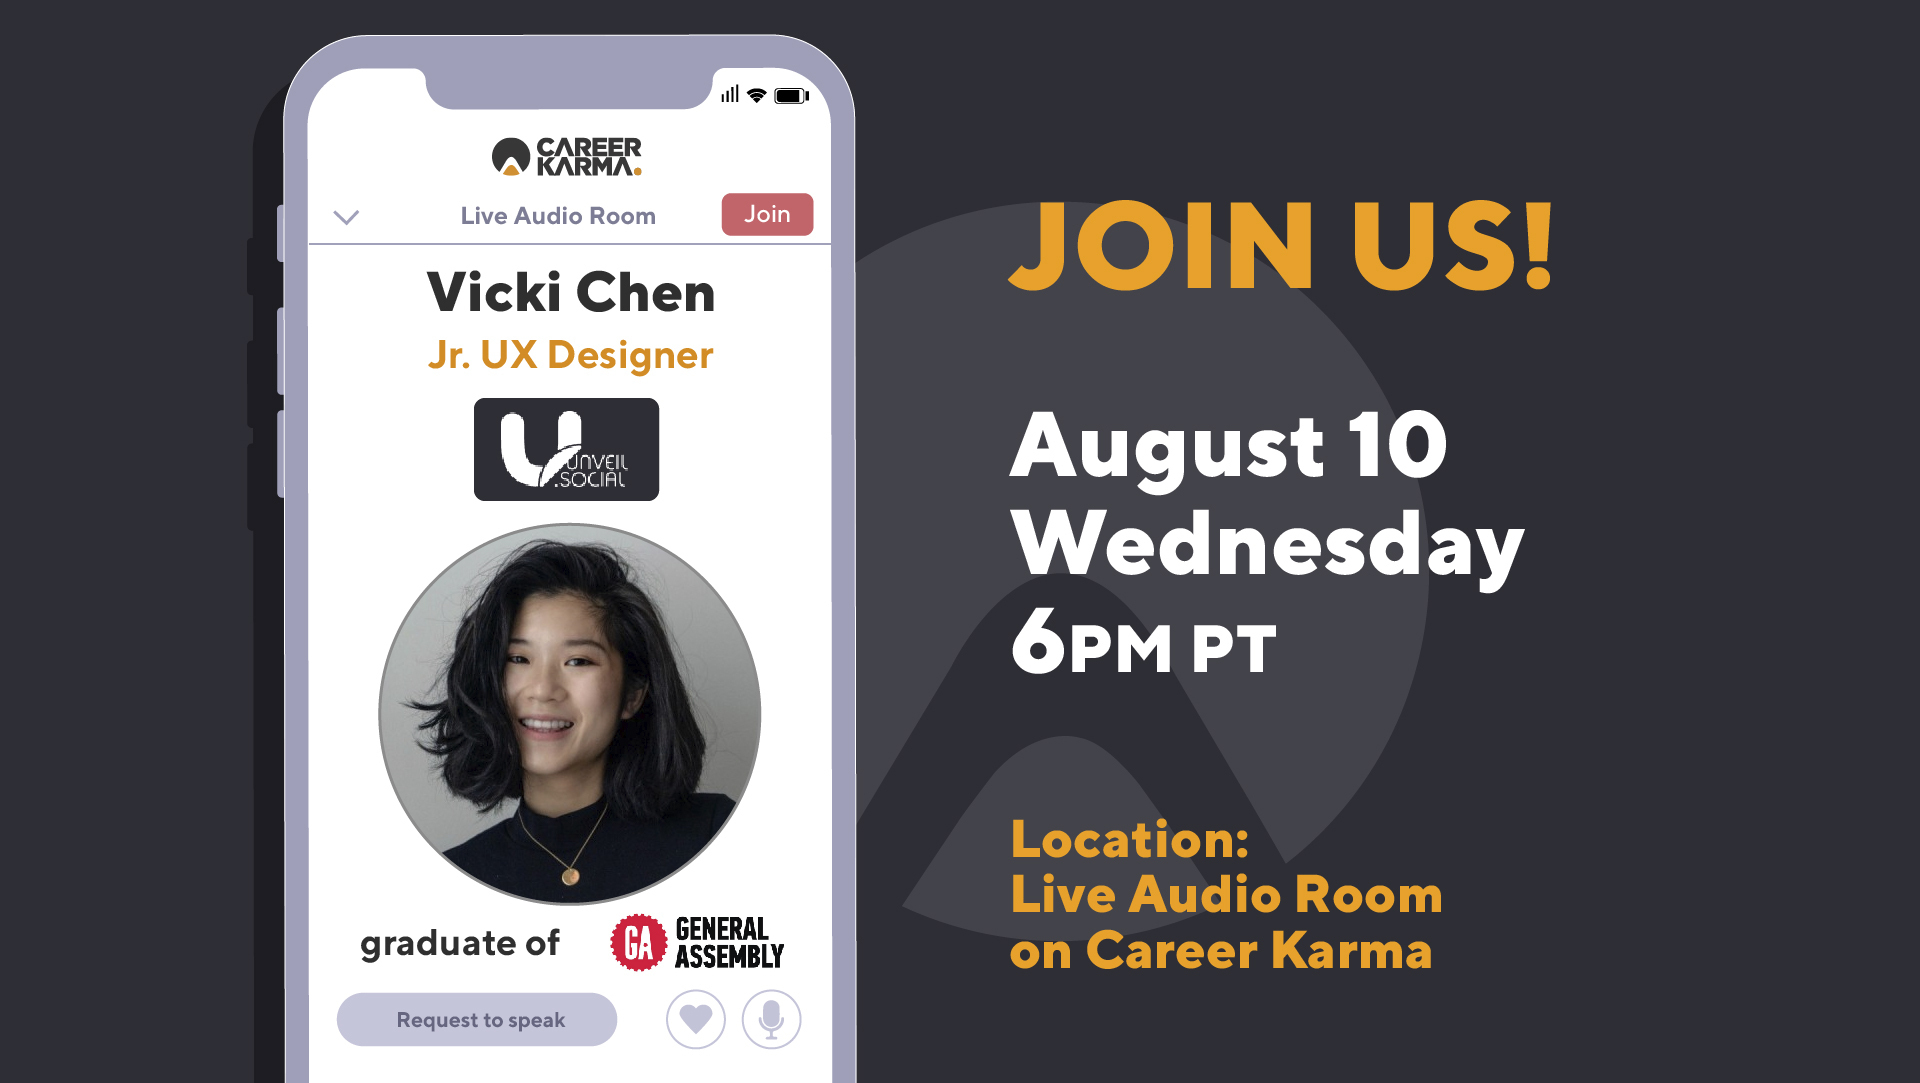 CAREER
KARMA.
Live Audio Room
Join
Vicki Chen
Jr. UX Designer
UNVEIL
.SOCIAL
graduate of
GA
GENERAL
ASSEMBLY
Request to speak
JOIN US!
August 10
Wednesday
6PM PT
Location:
Live Audio Room
on Career Karma